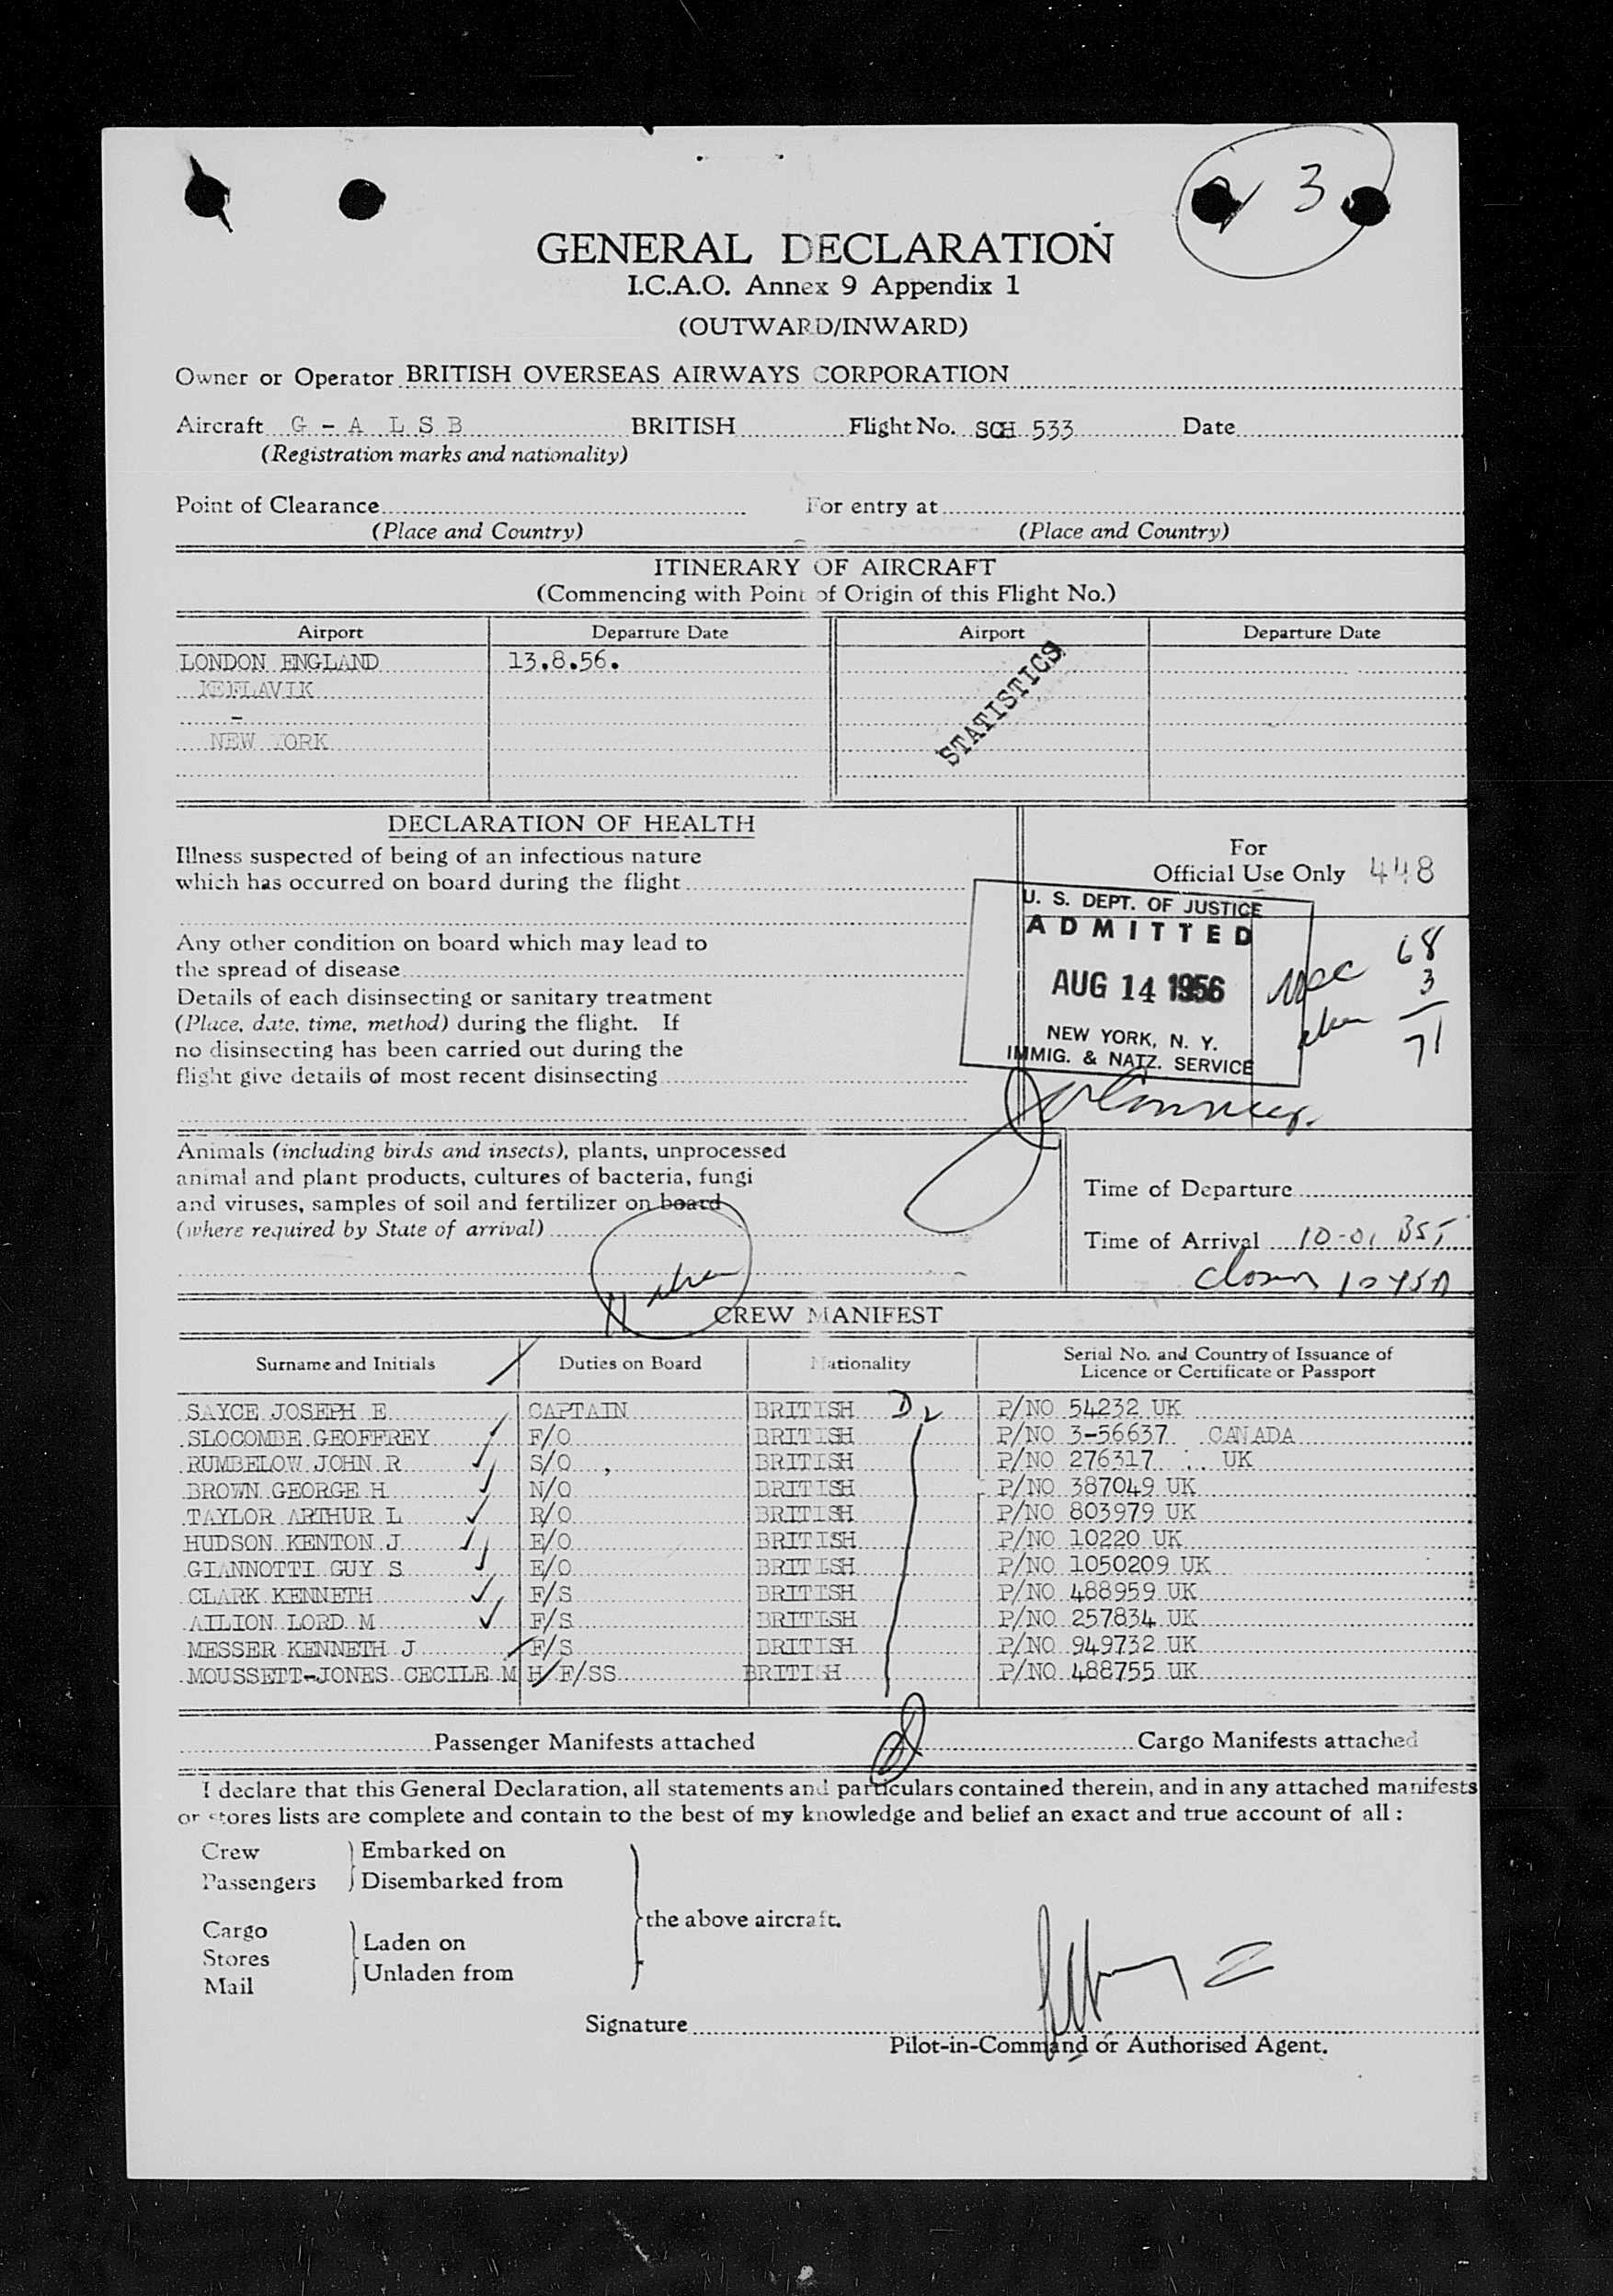 3
GENERAL DECLARATION
I.C.A.O. Annex 9 Appendix 1
(OUTWARD/INWARD)
Owner or Operator BRITISH OVERSEAS AIRWAYS CORPORATION
Aircraft G - A L S B BRITISH Flight No. SCH 533 Date
(Registration marks and nationality)
Point of Clearance For entry at
(Place and Country) (Place and Country)
ITINERARY OF AIRCRAFT
(Commencing with Point of Origin of this Flight No.)
Airport Departure Date Airport Departure Date
LONDON ENGLAND 13.8.56.
KEFLAVIK
-
NEW YORK
STATISTICS
DECLARATION OF HEALTH
Illness suspected of being of an infectious nature
which has occurred on board during the flight
Any other condition on board which may lead to
the spread of disease
Details of each disinsecting or sanitary treatment
(Place, date, time, method) during the flight. If
no disinsecting has been carried out during the
flight give details of most recent disinsecting
For
Official Use Only 448
U. S. DEPT. OF JUSTICE
ADMITTED
AUG 14 1956
NEW YORK, N. Y.
IMMIG. & NATZ. SERVICE
68
3
71
Animals (including birds and insects), plants, unprocessed
animal and plant products, cultures of bacteria, fungi
and viruses, samples of soil and fertilizer on board
(where required by State of arrival)
Time of Departure
Time of Arrival 10-01 BST
CREW MANIFEST
Surname and Initials Duties on Board Nationality Serial No. and Country of Issuance of
Licence or Certificate or Passport
SAYCE JOSEPH E CAPTAIN BRITISH P/NO 54232 UK
SLOCOMBE GEOFFREY F/O BRITISH P/NO 3-56637 CANADA
RUMBELOW JOHN R S/O BRITISH P/NO 276317 UK
BROWN GEORGE H N/O BRITISH P/NO 387049 UK
TAYLOR ARTHUR L R/O BRITISH P/NO 803979 UK
HUDSON KENTON J E/O BRITISH P/NO 10220 UK
GIANNOTTI GUY S E/O BRITISH P/NO 1050209 UK
CLARK KENNETH F/S BRITISH P/NO 488959 UK
AILION LORD M F/S BRITISH P/NO 257834 UK
MESSER KENNETH J F/S BRITISH P/NO 949732 UK
MOUSSETT-JONES CECILE M H F/SS BRITISH P/NO 488755 UK
Passenger Manifests attached Cargo Manifests attached
I declare that this General Declaration, all statements and particulars contained therein, and in any attached manifests
or stores lists are complete and contain to the best of my knowledge and belief an exact and true account of all :
Crew Embarked on
Passengers Disembarked from
the above aircraft.
Cargo
Stores Laden on
Mail Unladen from
Signature
Pilot-in-Command or Authorised Agent.